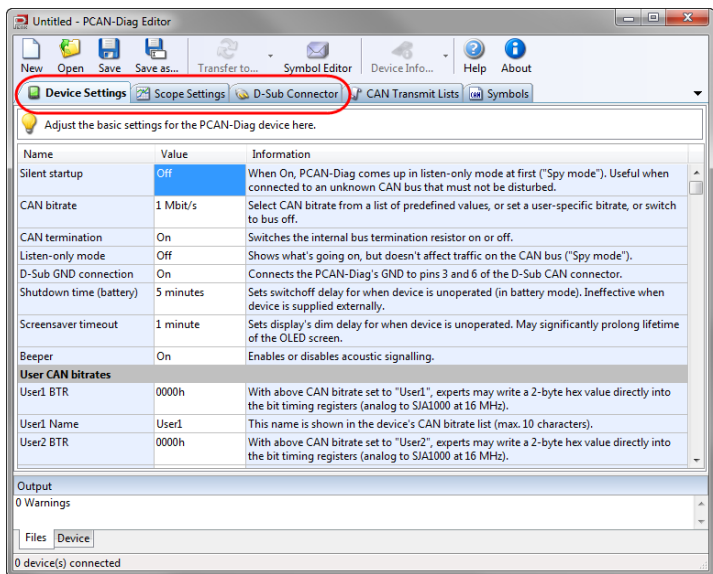 Untitled - PCAN-Diag Editor
New Open Save Save as... Transfer to... Symbol Editor Device Info... Help About
Device Settings Scope Settings D-Sub Connector CAN Transmit Lists Symbols
Adjust the basic settings for the PCAN-Diag device here.
Name Value Information
Silent startup Off When On, PCAN-Diag comes up in listen-only mode at first ("Spy mode"). Useful when
connected to an unknown CAN bus that must not be disturbed.
CAN bitrate 1 Mbit/s Select CAN bitrate from a list of predefined values, or set a user-specific bitrate, or switch
to bus off.
CAN termination On Switches the internal bus termination resistor on or off.
Listen-only mode Off Shows what's going on, but doesn't affect traffic on the CAN bus ("Spy mode").
D-Sub GND connection On Connects the PCAN-Diag's GND to pins 3 and 6 of the D-Sub CAN connector.
Shutdown time (battery) 5 minutes Sets switchoff delay for when device is unoperated (in battery mode). Ineffective when
device is supplied externally.
Screensaver timeout 1 minute Sets display's dim delay for when device is unoperated. May significantly prolong lifetime
of the OLED screen.
Beeper On Enables or disables acoustic signalling.
User CAN bitrates
User1 BTR 0000h With above CAN bitrate set to "User1", experts may write a 2-byte hex value directly into
the bit timing registers (analog to SJA1000 at 16 MHz).
User1 Name User1 This name is shown in the device's CAN bitrate list (max. 10 characters).
User2 BTR 0000h With above CAN bitrate set to "User2", experts may write a 2-byte hex value directly into
the bit timing registers (analog to SJA1000 at 16 MHz).
Output
0 Warnings
Files Device
0 device(s) connected